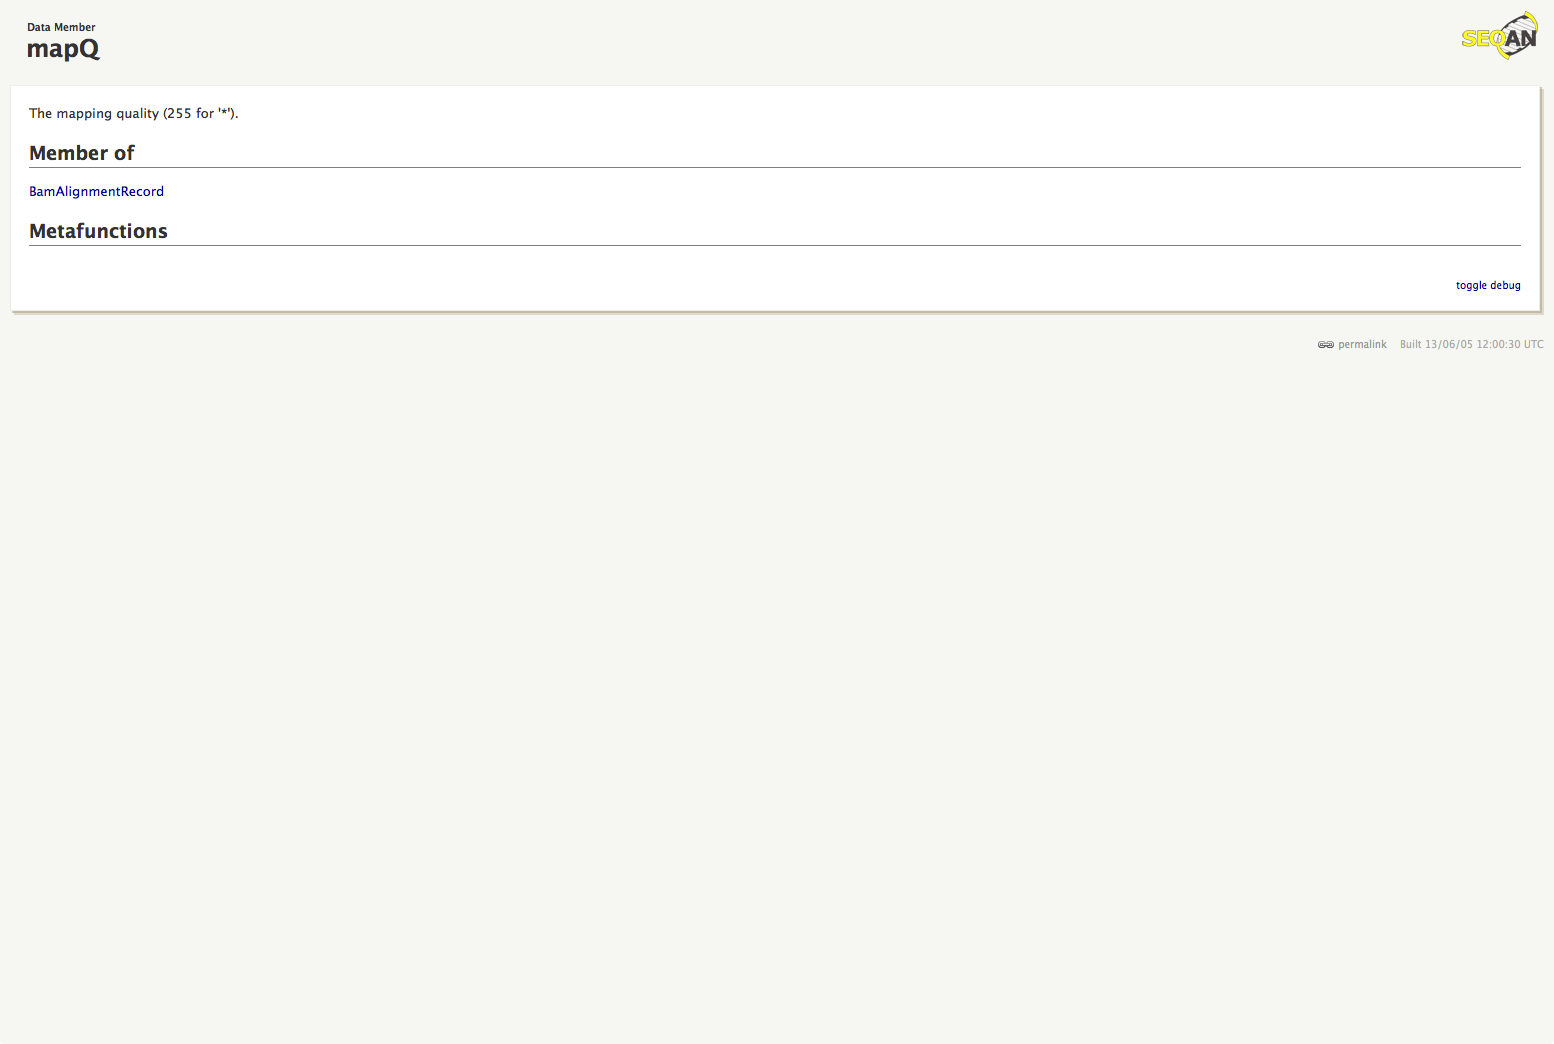 Data Member
mapQ
SEQAN
The mapping quality (255 for '*').
Member of
BamAlignmentRecord
Metafunctions
toggle debug
permalink Built 13/06/05 12:00:30 UTC